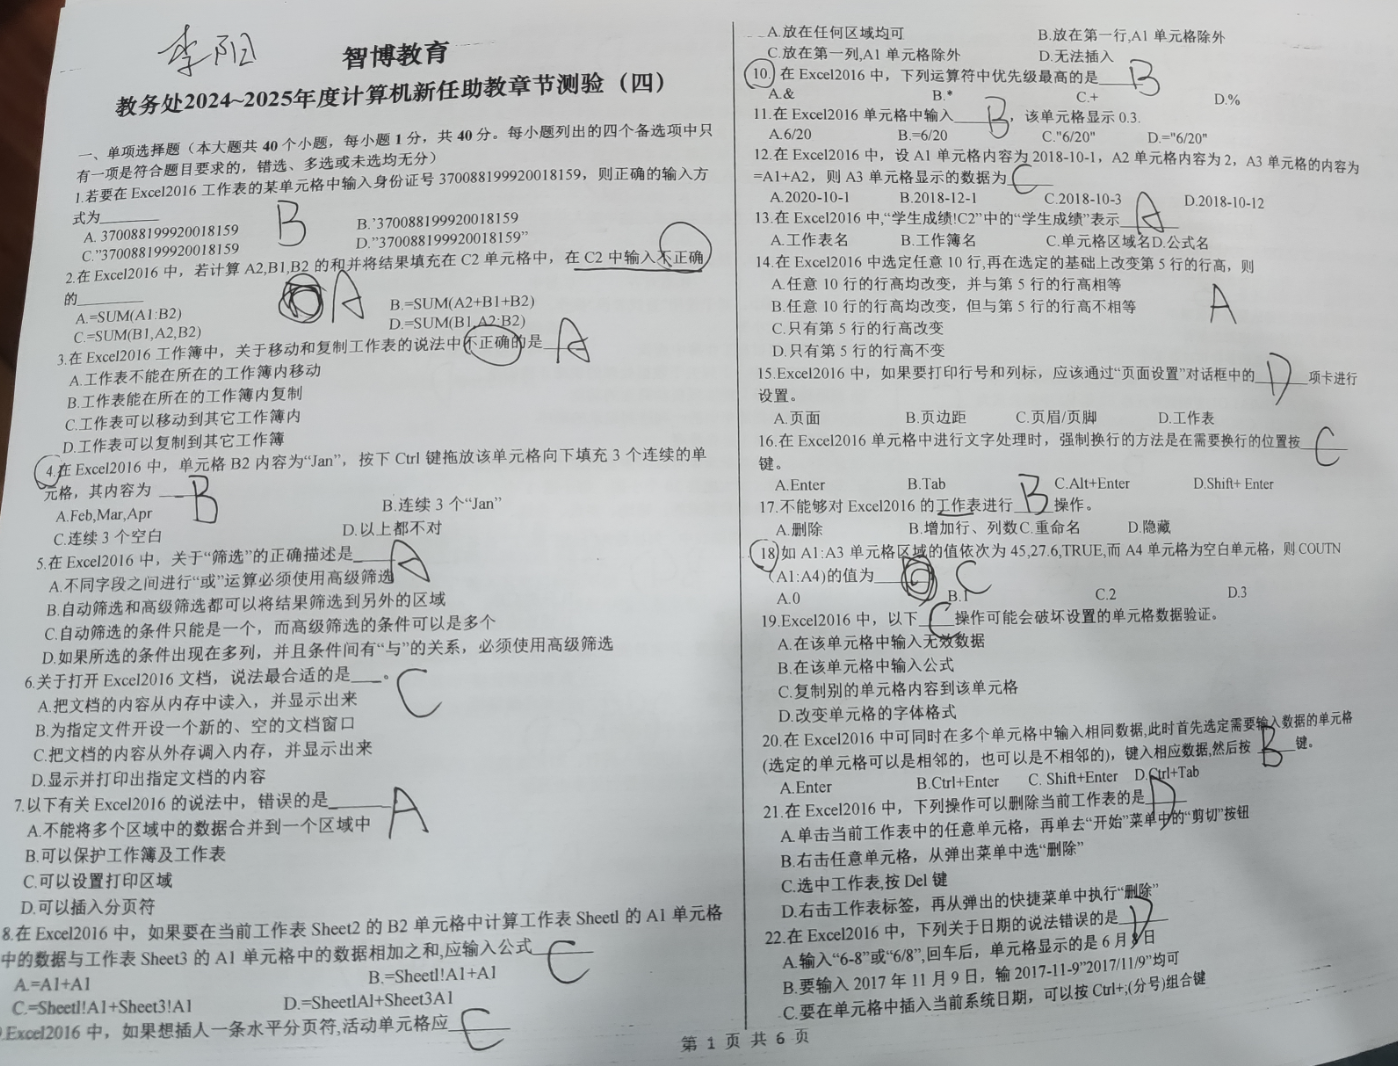 李阳
智博教育
教务处2024~2025年度计算机新任助教章节测验（四）
一、单项选择题（本大题共 40 个小题，每小题 1 分，共 40 分。每小题列出的四个备选项中只
有一项是符合题目要求的，错选、多选或未选均无分）
1.若要在 Excel2016 工作表的某单元格中输入身份证号 370088199920018159，则正确的输入方
式为________ B
A. 370088199920018159 B.’370088199920018159
C.”370088199920018159 D.”370088199920018159”
2.在 Excel2016 中，若计算 A2,B1,B2 的和并将结果填充在 C2 单元格中，在 C2 中输入不正确
的________ A
A.=SUM(A1:B2) B.=SUM(A2+B1+B2)
C.=SUM(B1,A2,B2) D.=SUM(B1,A2:B2)
3.在 Excel2016 工作簿中，关于移动和复制工作表的说法中不正确的是____ A
A.工作表不能在所在的工作簿内移动
B.工作表能在所在的工作簿内复制
C.工作表可以移动到其它工作簿内
D.工作表可以复制到其它工作簿
4.在 Excel2016 中，单元格 B2 内容为“Jan”，按下 Ctrl 键拖放该单元格向下填充 3 个连续的单
元格，其内容为 ____ B
A.Feb,Mar,Apr B.连续 3 个“Jan”
C.连续 3 个空白 D.以上都不对
5.在 Excel2016 中，关于“筛选”的正确描述是____ A
A.不同字段之间进行“或”运算必须使用高级筛选
B.自动筛选和高级筛选都可以将结果筛选到另外的区域
C.自动筛选的条件只能是一个，而高级筛选的条件可以是多个
D.如果所选的条件出现在多列，并且条件间有“与”的关系，必须使用高级筛选
6.关于打开 Excel2016 文档，说法最合适的是___。 C
A.把文档的内容从内存中读入，并显示出来
B.为指定文件开设一个新的、空的文档窗口
C.把文档的内容从外存调入内存，并显示出来
D.显示并打印出指定文档的内容
7.以下有关 Excel2016 的说法中，错误的是______ A
A.不能将多个区域中的数据合并到一个区域中
B.可以保护工作簿及工作表
C.可以设置打印区域
D.可以插入分页符
8.在 Excel2016 中，如果要在当前工作表 Sheet2 的 B2 单元格中计算工作表 Sheetl 的 A1 单元格
中的数据与工作表 Sheet3 的 A1 单元格中的数据相加之和,应输入公式______ C
A.=A1+A1 B.=Sheetl!A1+A1
C.=Sheetl!A1+Sheet3!A1 D.=SheetlAl+Sheet3A1
.Excel2016 中，如果想插人一条水平分页符,活动单元格应______ C
A.放在任何区域均可 B.放在第一行,A1 单元格除外
C.放在第一列,A1 单元格除外 D.无法插入
10. 在 Excel2016 中，下列运算符中优先级最高的是____ B
A.& B.* C.+ D.%
11.在 Excel2016 单元格中输入____ B ，该单元格显示 0.3.
A.6/20 B.=6/20 C."6/20" D.="6/20"
12.在 Excel2016 中，设 A1 单元格内容为 2018-10-1，A2 单元格内容为 2，A3 单元格的内容为
=A1+A2，则 A3 单元格显示的数据为____ C
A.2020-10-1 B.2018-12-1 C.2018-10-3 D.2018-10-12
13.在 Excel2016 中,“学生成绩!C2”中的“学生成绩”表示____ A
A.工作表名 B.工作簿名 C.单元格区域名D.公式名
14.在 Excel2016 中选定任意 10 行,再在选定的基础上改变第 5 行的行高，则
A.任意 10 行的行高均改变，并与第 5 行的行高相等
B.任意 10 行的行高均改变，但与第 5 行的行高不相等 A
C.只有第 5 行的行高改变
D.只有第 5 行的行高不变
15.Excel2016 中，如果要打印行号和列标，应该通过“页面设置”对话框中的____ D 项卡进行
设置。
A.页面 B.页边距 C.页眉/页脚 D.工作表
16.在 Excel2016 单元格中进行文字处理时，强制换行的方法是在需要换行的位置按____ C
键。
A.Enter B.Tab C.Alt+Enter D.Shift+ Enter
17.不能够对 Excel2016 的工作表进行____ B 操作。
A.删除 B.增加行、列数C.重命名 D.隐藏
18.如 A1:A3 单元格区域的值依次为 45,27.6,TRUE,而 A4 单元格为空白单元格，则 COUTN
(A1:A4)的值为____ C
A.0 B.1 C.2 D.3
19.Excel2016 中，以下____ C 操作可能会破坏设置的单元格数据验证。
A.在该单元格中输入无效数据
B.在该单元格中输入公式
C.复制别的单元格内容到该单元格
D.改变单元格的字体格式
20.在 Excel2016 中可同时在多个单元格中输入相同数据,此时首先选定需要输入数据的单元格
(选定的单元格可以是相邻的，也可以是不相邻的)，键入相应数据,然后按 ____ B 键。
A.Enter B.Ctrl+Enter C. Shift+Enter D.Ctrl+Tab
21.在 Excel2016 中，下列操作可以删除当前工作表的是____ D
A.单击当前工作表中的任意单元格，再单去“开始”菜单中的“剪切”按钮
B.右击任意单元格，从弹出菜单中选“删除”
C.选中工作表,按 Del 键
D.右击工作表标签，再从弹出的快捷菜单中执行“删除”
22.在 Excel2016 中，下列关于日期的说法错误的是____ D
A.输入“6-8”或“6/8”,回车后，单元格显示的是 6 月 8 日
B.要输入 2017 年 11 月 9 日，输 2017-11-9”2017/11/9”均可
C.要在单元格中插入当前系统日期，可以按 Ctrl+;(分号)组合键
第 1 页 共 6 页